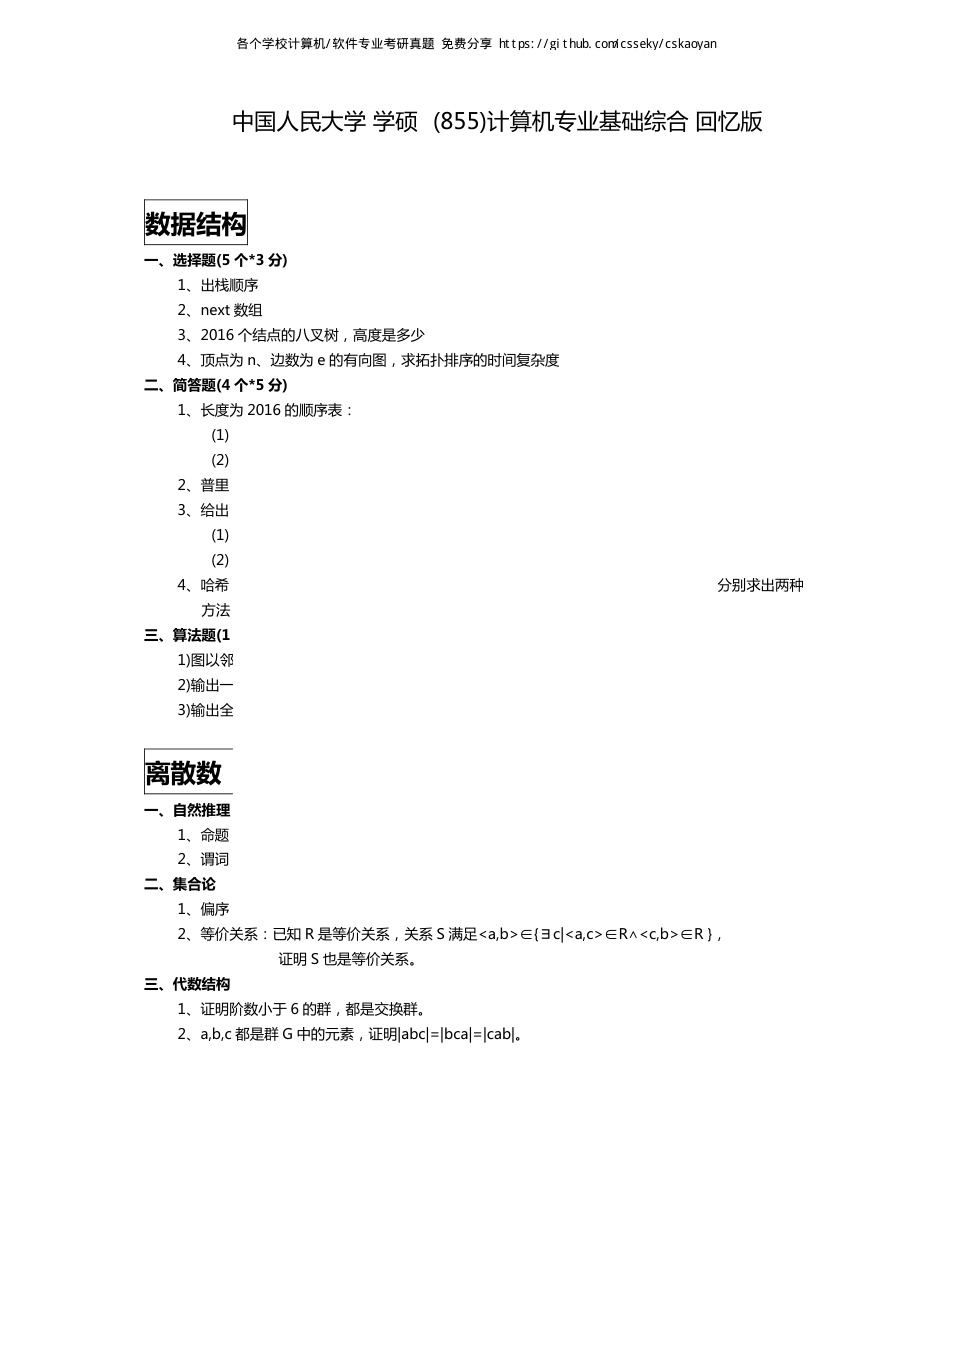 各个学校计算机/软件专业考研真题 免费分享 https://github.com/csseky/cskaoyan
中国人民大学 学硕 (855)计算机专业基础综合 回忆版
数据结构
一、选择题(5 个*3 分)
1、出栈顺序
2、next 数组
3、2016 个结点的八叉树，高度是多少
4、顶点为 n、边数为 e 的有向图，求拓扑排序的时间复杂度
二、简答题(4 个*5 分)
1、长度为 2016 的顺序表：
(1)
(2)
2、普里
3、给出
(1)
(2)
4、哈希 分别求出两种
方法
三、算法题(1
1)图以邻
2)输出一
3)输出全
离散数
一、自然推理
1、命题
2、谓词
二、集合论
1、偏序
2、等价关系：已知 R 是等价关系，关系 S 满足<a,b>∈{∃c|<a,c>∈R∧<c,b>∈R }，
证明 S 也是等价关系。
三、代数结构
1、证明阶数小于 6 的群，都是交换群。
2、a,b,c 都是群 G 中的元素，证明|abc|=|bca|=|cab|。